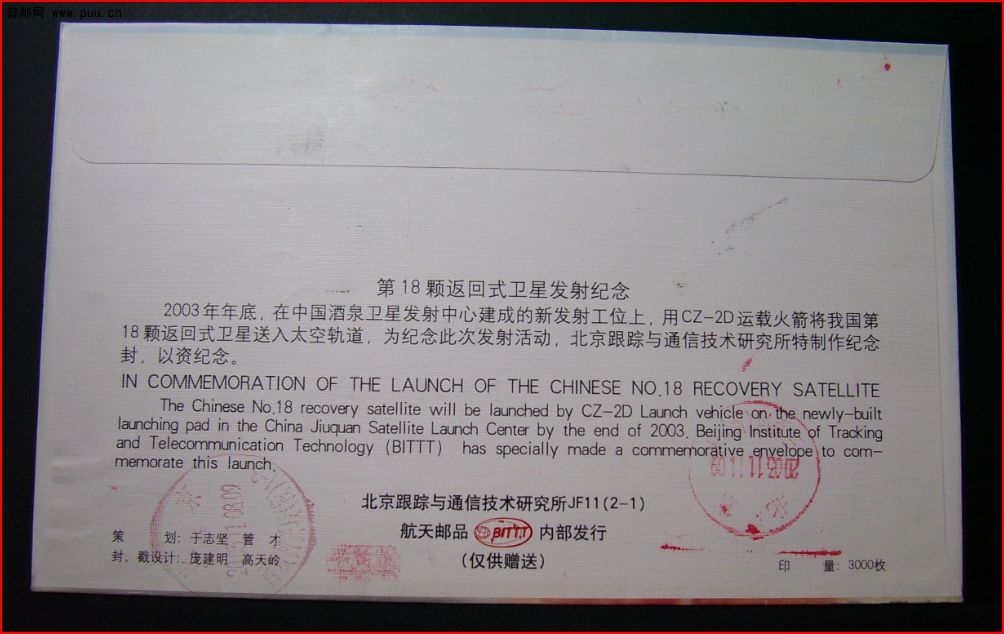 普邮网 www.puu.cn
第18颗返回式卫星发射纪念
2003年年底，在中国酒泉卫星发射中心建成的新发射工位上，用CZ-2D运载火箭将我国第
18颗返回式卫星送入太空轨道，为纪念此次发射活动，北京跟踪与通信技术研究所特制作纪念
封，以资纪念。
IN COMMEMORATION OF THE LAUNCH OF THE CHINESE NO.18 RECOVERY SATELLITE
The Chinese No.18 recovery satellite will be launched by CZ-2D Launch vehicle on the newly-built
launching pad in the China Jiuquan Satellite Launch Center by the end of 2003. Beijing Institute of Tracking
and Telecommunication Technology (BITTT) has specially made a commemorative envelope to com-
memorate this launch.
北京跟踪与通信技术研究所JF11(2-1)
航天邮品 BITTT 内部发行
(仅供赠送)
策 划：于志坚 管 才
封、戳设计：庞建明 高天岭
印 量：3000枚